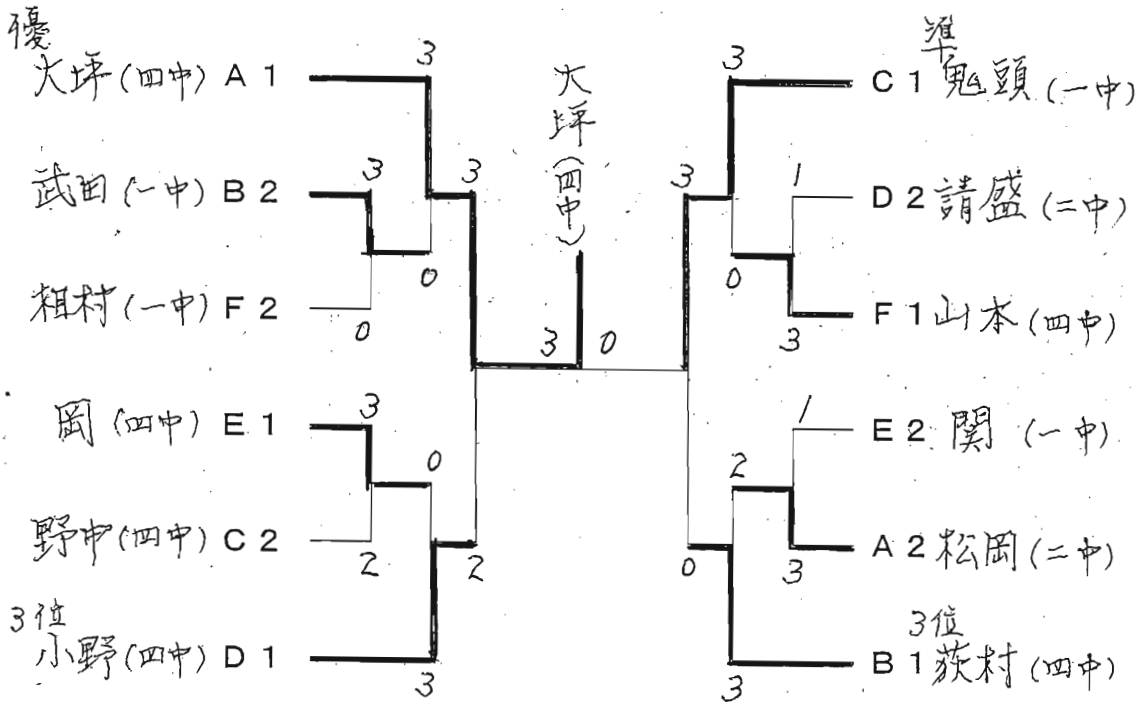 優
大坪(四中) A 1
3
武田(一中) B 2
3
3
0
粗村(一中) F 2
0
岡(四中) E 1
3
0
野中(四中) C 2
2
2
3位
小野(四中) D 1
3
大坪(四中)
3 0
準
C 1 鬼頭(一中)
3
D 2 請盛(二中)
1
3
0
F 1 山本(四中)
3
E 2 関(一中)
1
2
A 2 松岡(二中)
3
0
3位
B 1 荻村(四中)
3